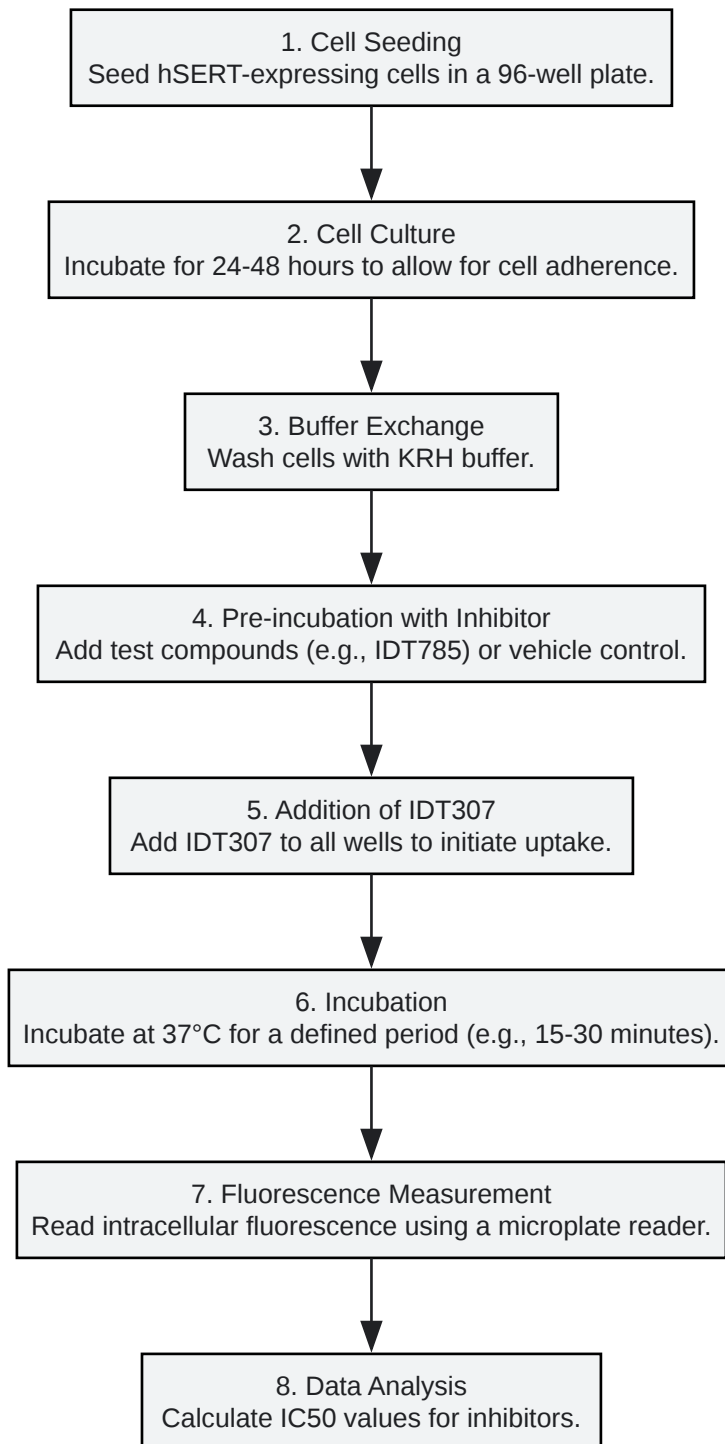 1. Cell Seeding
Seed hSERT-expressing cells in a 96-well plate.
2. Cell Culture
Incubate for 24-48 hours to allow for cell adherence.
3. Buffer Exchange
Wash cells with KRH buffer.
4. Pre-incubation with Inhibitor
Add test compounds (e.g., IDT785) or vehicle control.
5. Addition of IDT307
Add IDT307 to all wells to initiate uptake.
6. Incubation
Incubate at 37°C for a defined period (e.g., 15-30 minutes).
7. Fluorescence Measurement
Read intracellular fluorescence using a microplate reader.
8. Data Analysis
Calculate IC50 values for inhibitors.